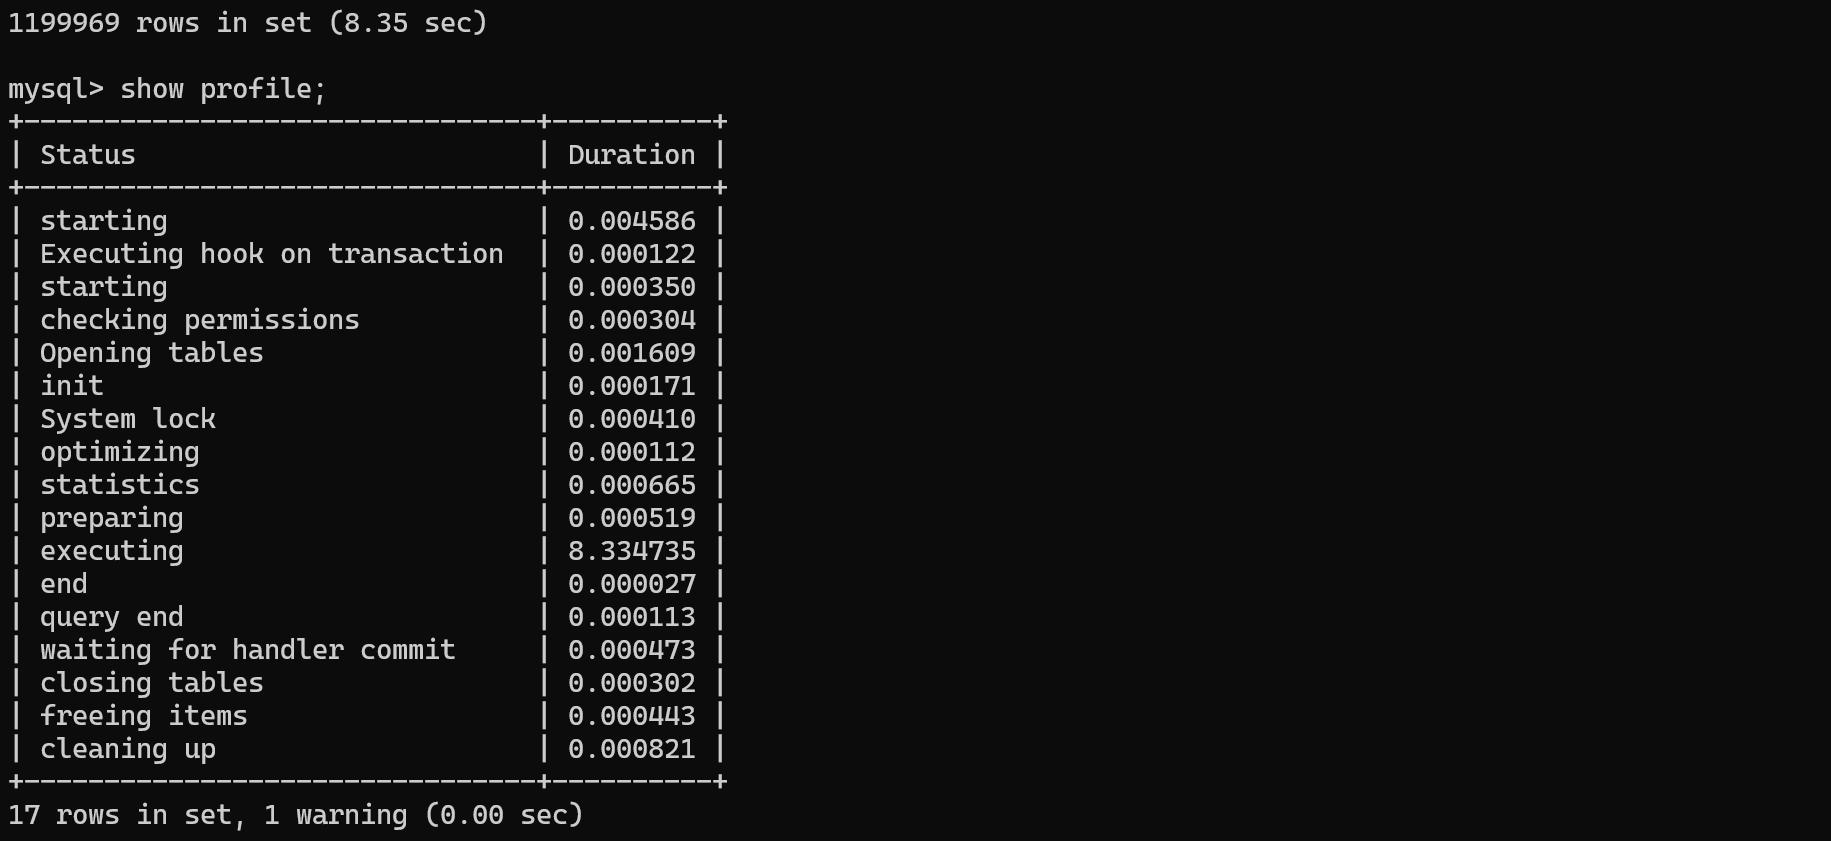 1199969 rows in set (8.35 sec)

mysql> show profile;
+--------------------------------+----------+
| Status                         | Duration |
+--------------------------------+----------+
| starting                       | 0.004586 |
| Executing hook on transaction  | 0.000122 |
| starting                       | 0.000350 |
| checking permissions           | 0.000304 |
| Opening tables                 | 0.001609 |
| init                           | 0.000171 |
| System lock                    | 0.000410 |
| optimizing                     | 0.000112 |
| statistics                     | 0.000665 |
| preparing                      | 0.000519 |
| executing                      | 8.334735 |
| end                            | 0.000027 |
| query end                      | 0.000113 |
| waiting for handler commit     | 0.000473 |
| closing tables                 | 0.000302 |
| freeing items                  | 0.000443 |
| cleaning up                    | 0.000821 |
+--------------------------------+----------+
17 rows in set, 1 warning (0.00 sec)